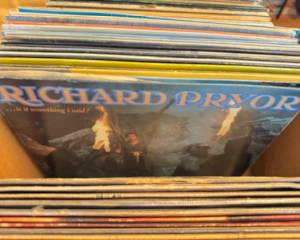 RICHARD PRYOR
...is it something I said?